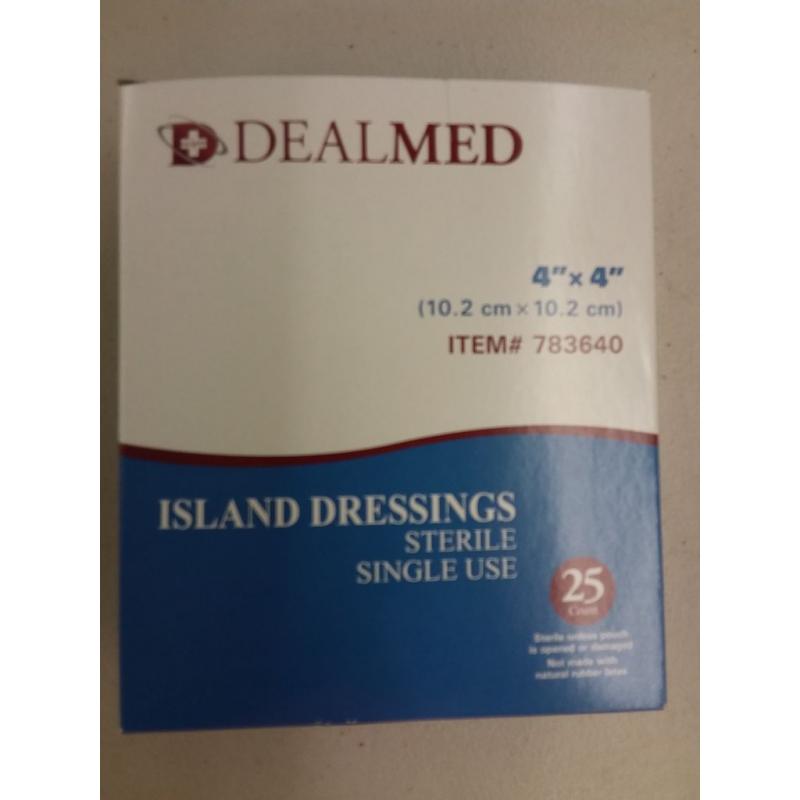 DEALMED
4" x 4"
(10.2 cm × 10.2 cm)
ITEM# 783640
ISLAND DRESSINGS
STERILE
SINGLE USE
25
Count
Sterile unless pouch
is opened or damaged
Not made with
natural rubber latex